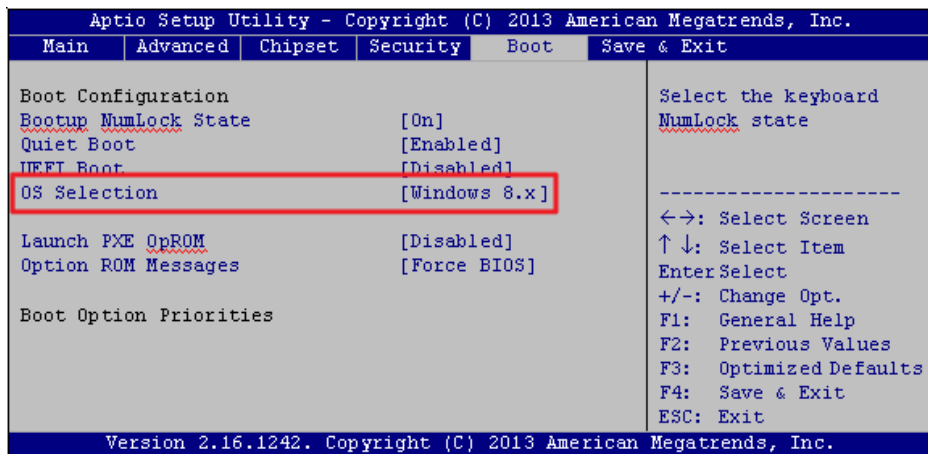 Aptio Setup Utility - Copyright (C) 2013 American Megatrends, Inc.
Main Advanced Chipset Security Boot Save & Exit
Boot Configuration
Bootup NumLock State [On]
Quiet Boot [Enabled]
UEFI Boot [Disabled]
OS Selection [Windows 8.x]
Launch PXE OpROM [Disabled]
Option ROM Messages [Force BIOS]
Boot Option Priorities
Select the keyboard
NumLock state
---------------------
←→: Select Screen
↑↓: Select Item
Enter Select
+/-: Change Opt.
F1: General Help
F2: Previous Values
F3: Optimized Defaults
F4: Save & Exit
ESC: Exit
Version 2.16.1242. Copyright (C) 2013 American Megatrends, Inc.